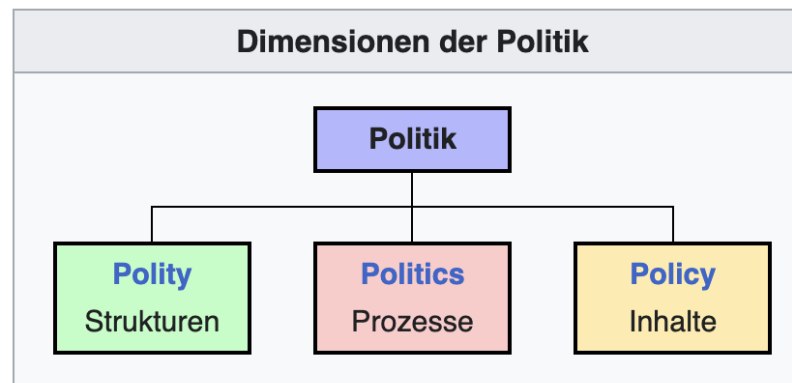 Dimensionen der Politik
Politik
Polity
Strukturen
Politics
Prozesse
Policy
Inhalte